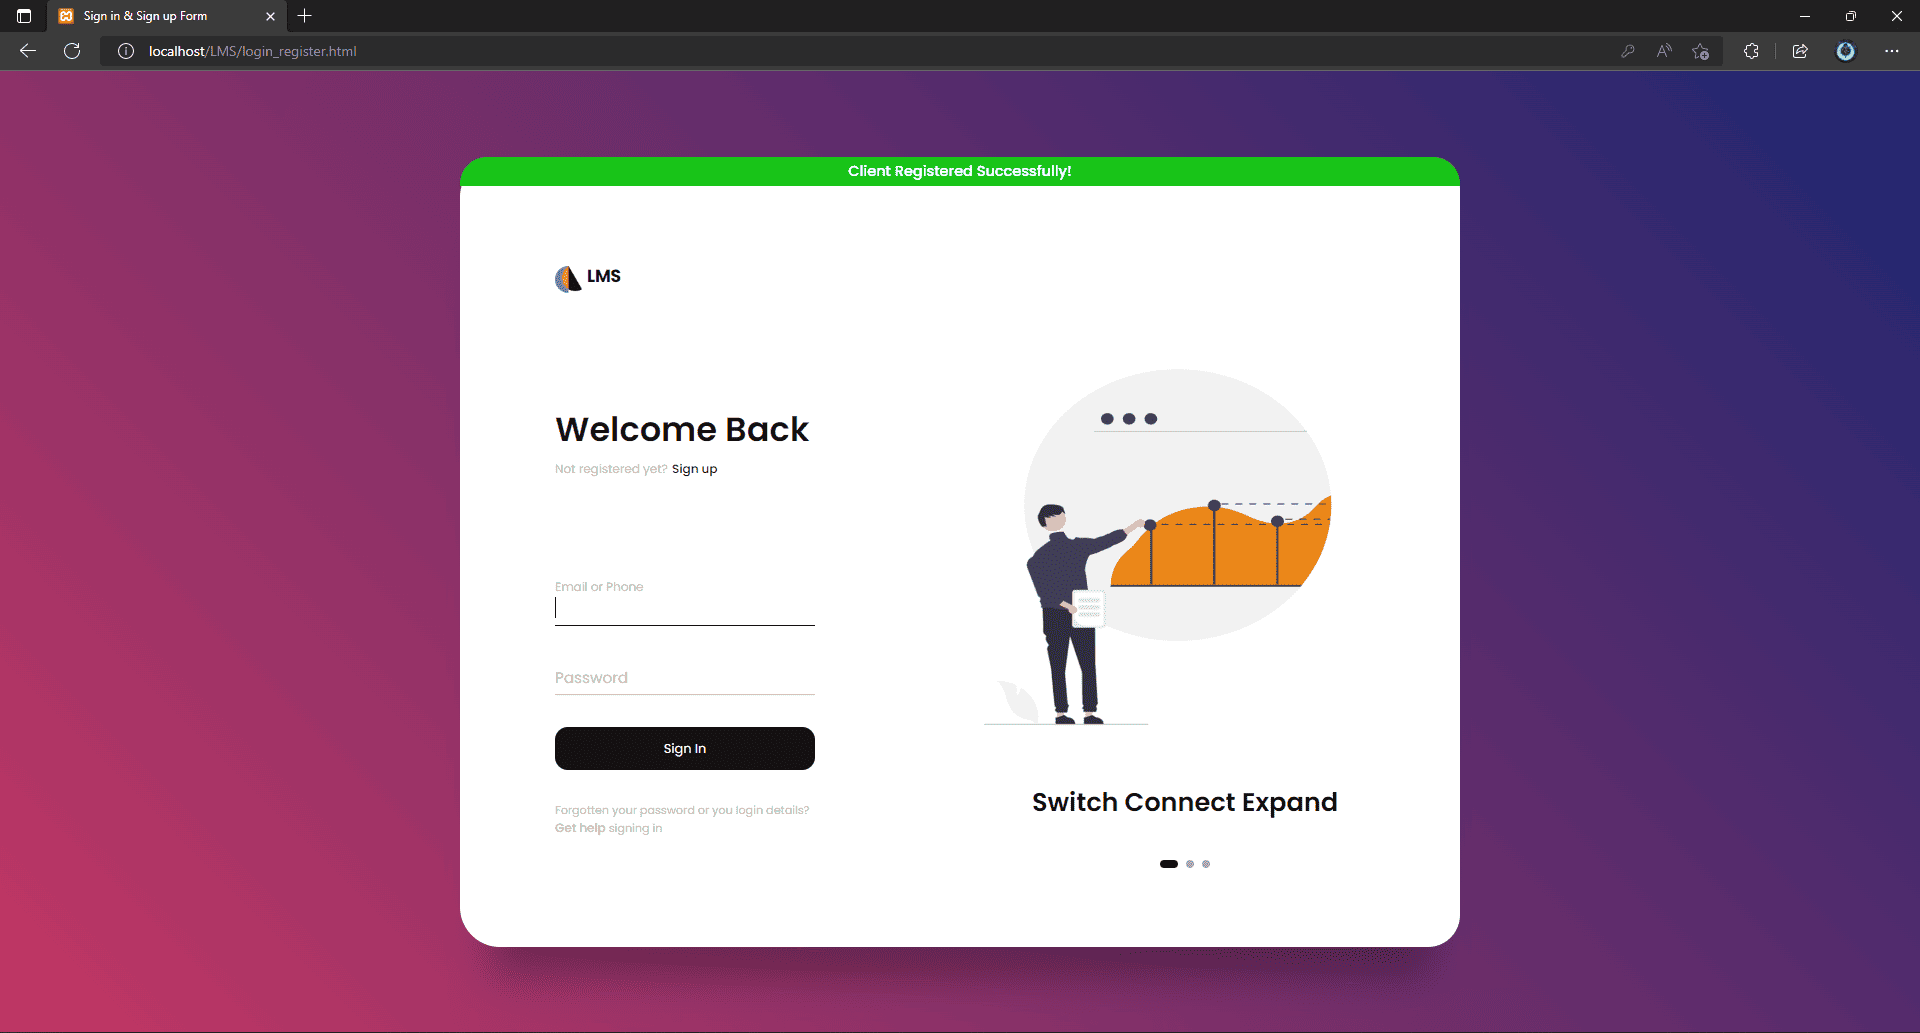 Sign in & Sign up Form
localhost/LMS/login_register.html
Client Registered Successfully!
LMS
Welcome Back
Not registered yet? Sign up
Email or Phone
Password
Sign In
Forgotten your password or you login details?
Get help signing in
Switch Connect Expand